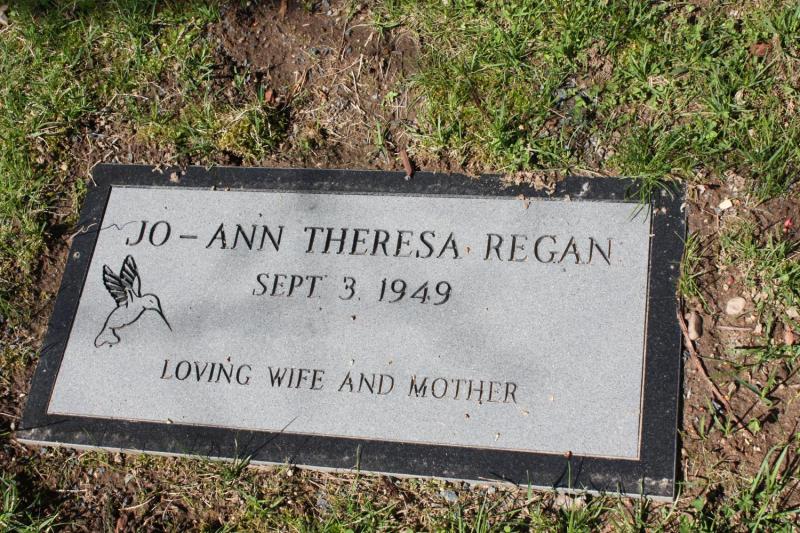 JO-ANN THERESA REGAN
SEPT. 3, 1949
LOVING WIFE AND MOTHER